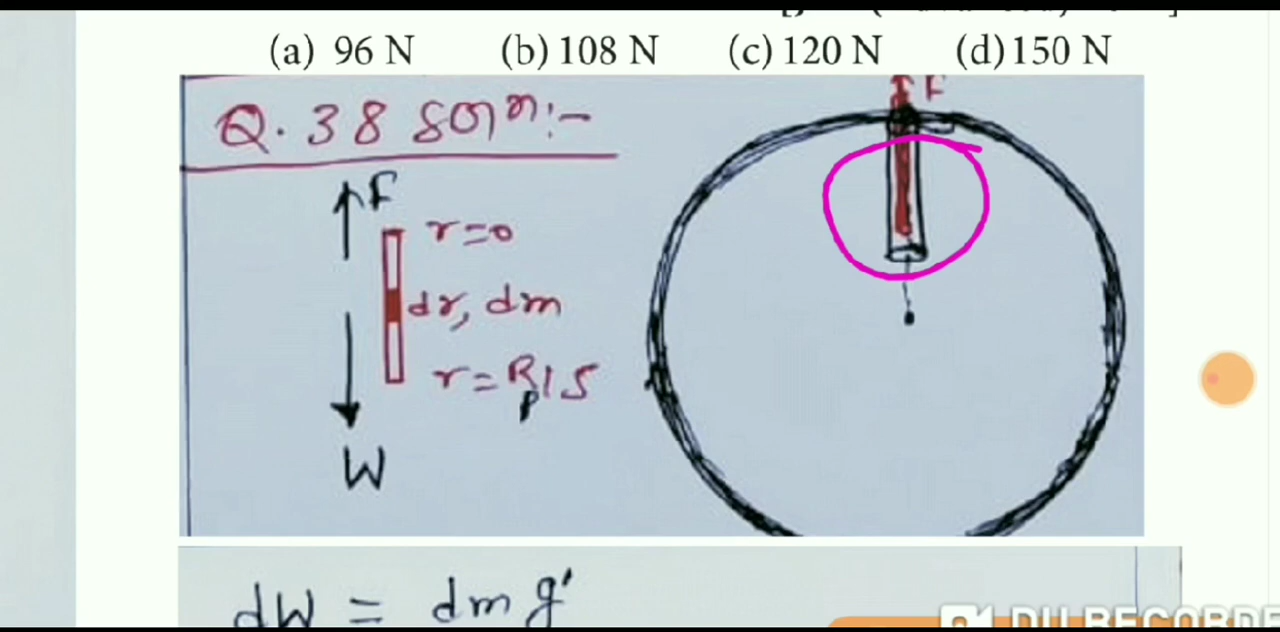 (a) 96 N (b) 108 N (c) 120 N (d) 150 N
Q. 38 soln:-
F
F
r=0
dr, dm
r=R/5
W
dW = dm g'